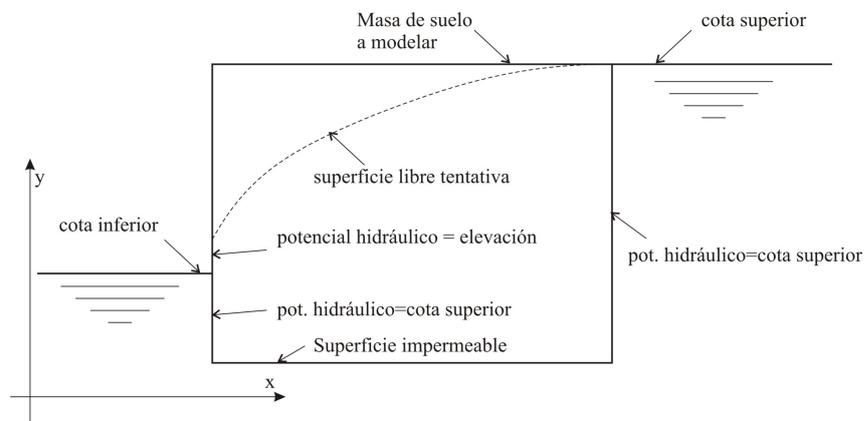 Masa de suelo
a modelar
cota superior
superficie libre tentativa
y
cota inferior
potencial hidráulico = elevación
pot. hidráulico=cota superior
pot. hidráulico=cota superior
Superficie impermeable
x